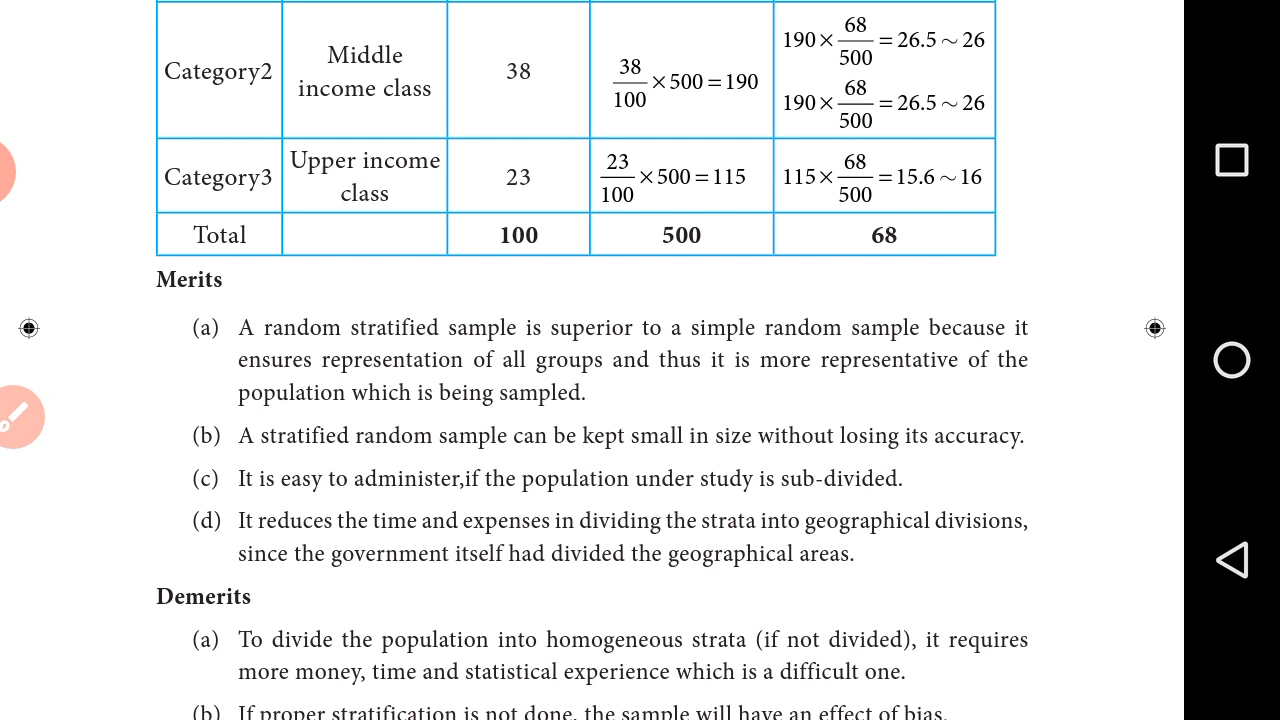 Category2 Middle income class 38 38/100 × 500 = 190 190 × 68/500 = 26.5 ~ 26
190 × 68/500 = 26.5 ~ 26
Category3 Upper income class 23 23/100 × 500 = 115 115 × 68/500 = 15.6 ~ 16
Total 100 500 68
Merits
(a) A random stratified sample is superior to a simple random sample because it
ensures representation of all groups and thus it is more representative of the
population which is being sampled.
(b) A stratified random sample can be kept small in size without losing its accuracy.
(c) It is easy to administer,if the population under study is sub-divided.
(d) It reduces the time and expenses in dividing the strata into geographical divisions,
since the government itself had divided the geographical areas.
Demerits
(a) To divide the population into homogeneous strata (if not divided), it requires
more money, time and statistical experience which is a difficult one.
(b) If proper stratification is not done, the sample will have an effect of bias.